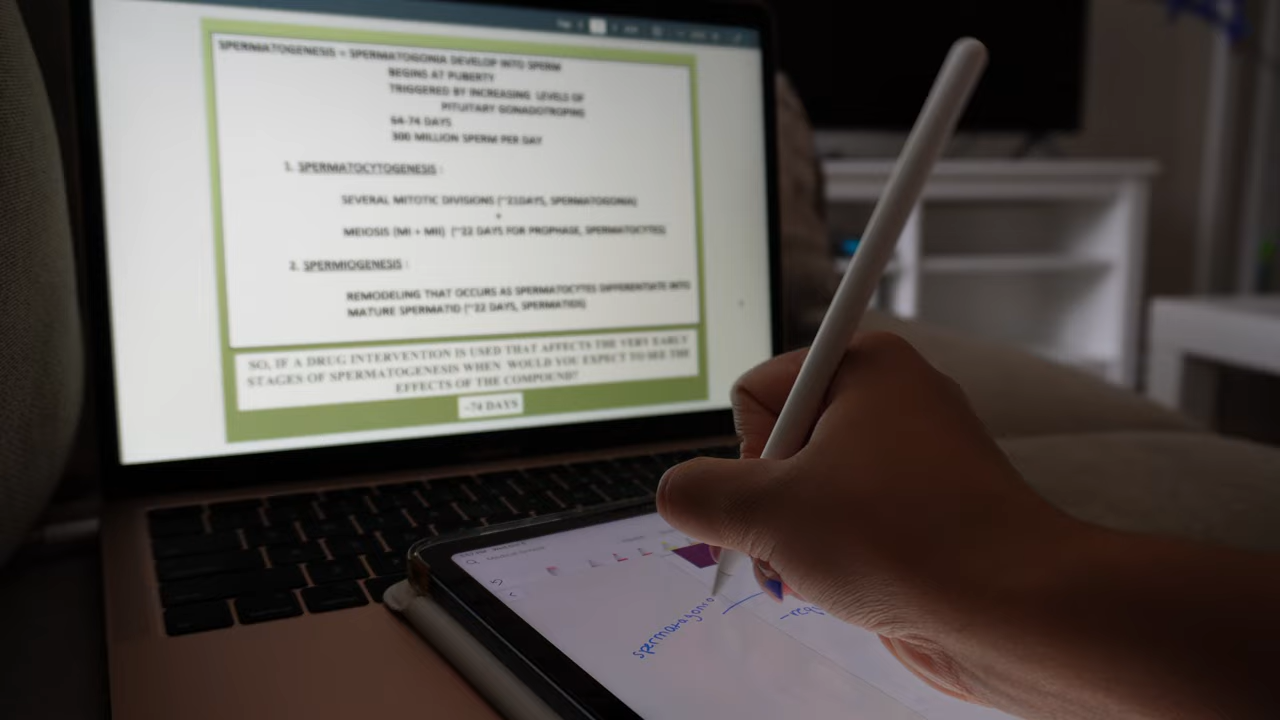 SPERMATOGENESIS = SPERMATOGONIA DEVELOP INTO SPERM
BEGINS AT PUBERTY
TRIGGERED BY INCREASING LEVELS OF
PITUITARY GONADOTROPINS
64-74 DAYS
300 MILLION SPERM PER DAY
1. SPERMATOCYTOGENESIS :
SEVERAL MITOTIC DIVISIONS (~21DAYS, SPERMATOGONIA)
+
MEIOSIS (MI + MII) (~22 DAYS FOR PROPHASE, SPERMATOCYTES)
2. SPERMIOGENESIS :
REMODELING THAT OCCURS AS SPERMATOCYTES DIFFERENTIATE INTO
MATURE SPERMATID (~22 DAYS, SPERMATIDS)
SO, IF A DRUG INTERVENTION IS USED THAT AFFECTS THE VERY EARLY
STAGES OF SPERMATOGENESIS WHEN WOULD YOU EXPECT TO SEE THE
EFFECTS OF THE COMPOUND?
~74 DAYS
spermatagono